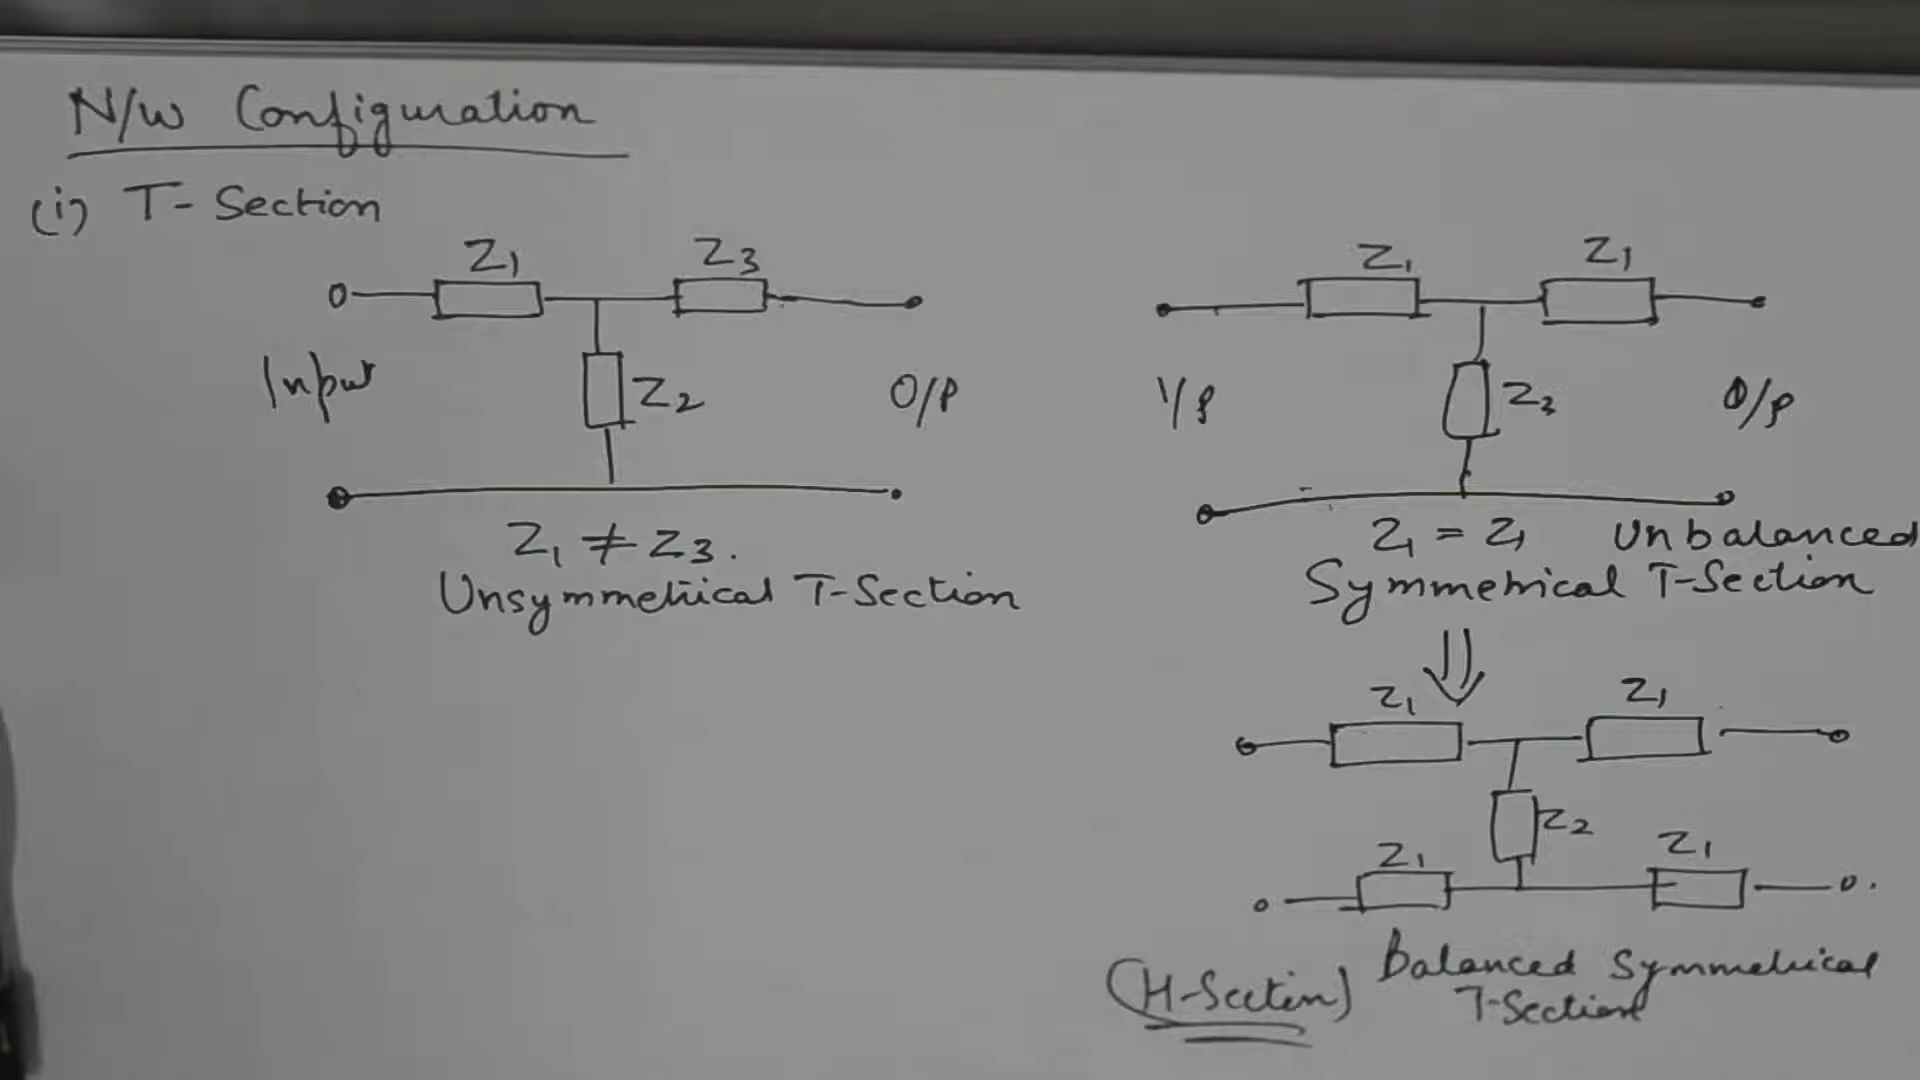 N/W Configuration
(i) T- Section
Z1 Z3
Input Z2 O/P
Z1 ≠ Z3.
Unsymmetrical T-Section
Z1 Z1
I/P Z2 O/P
Z1 = Z1 Unbalanced
Symmetrical T-Section
Z1 Z1
Z2
Z1 Z1
(H-Section) Balanced Symmetrical
T-Section